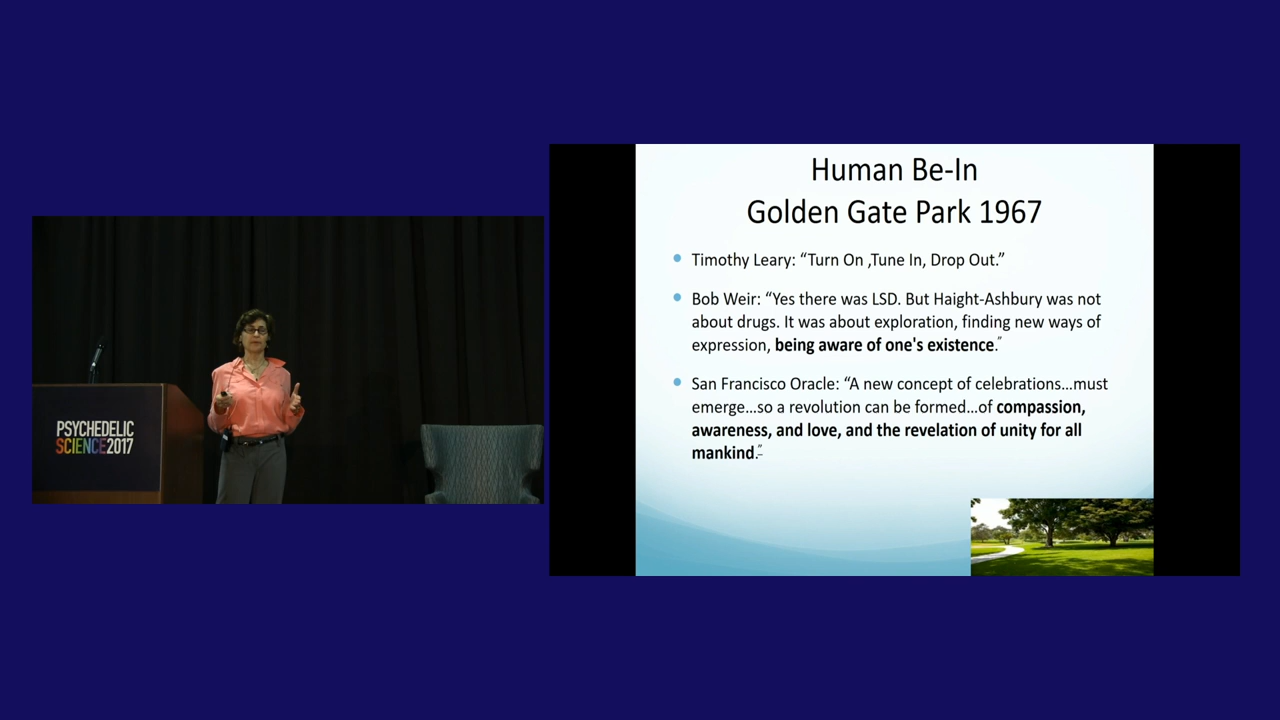 PSYCHEDELIC
SCIENCE2017
Human Be-In
Golden Gate Park 1967
Timothy Leary: “Turn On ,Tune In, Drop Out.”
Bob Weir: “Yes there was LSD. But Haight-Ashbury was not
about drugs. It was about exploration, finding new ways of
expression, being aware of one's existence.”
San Francisco Oracle: “A new concept of celebrations…must
emerge…so a revolution can be formed…of compassion,
awareness, and love, and the revelation of unity for all
mankind.”